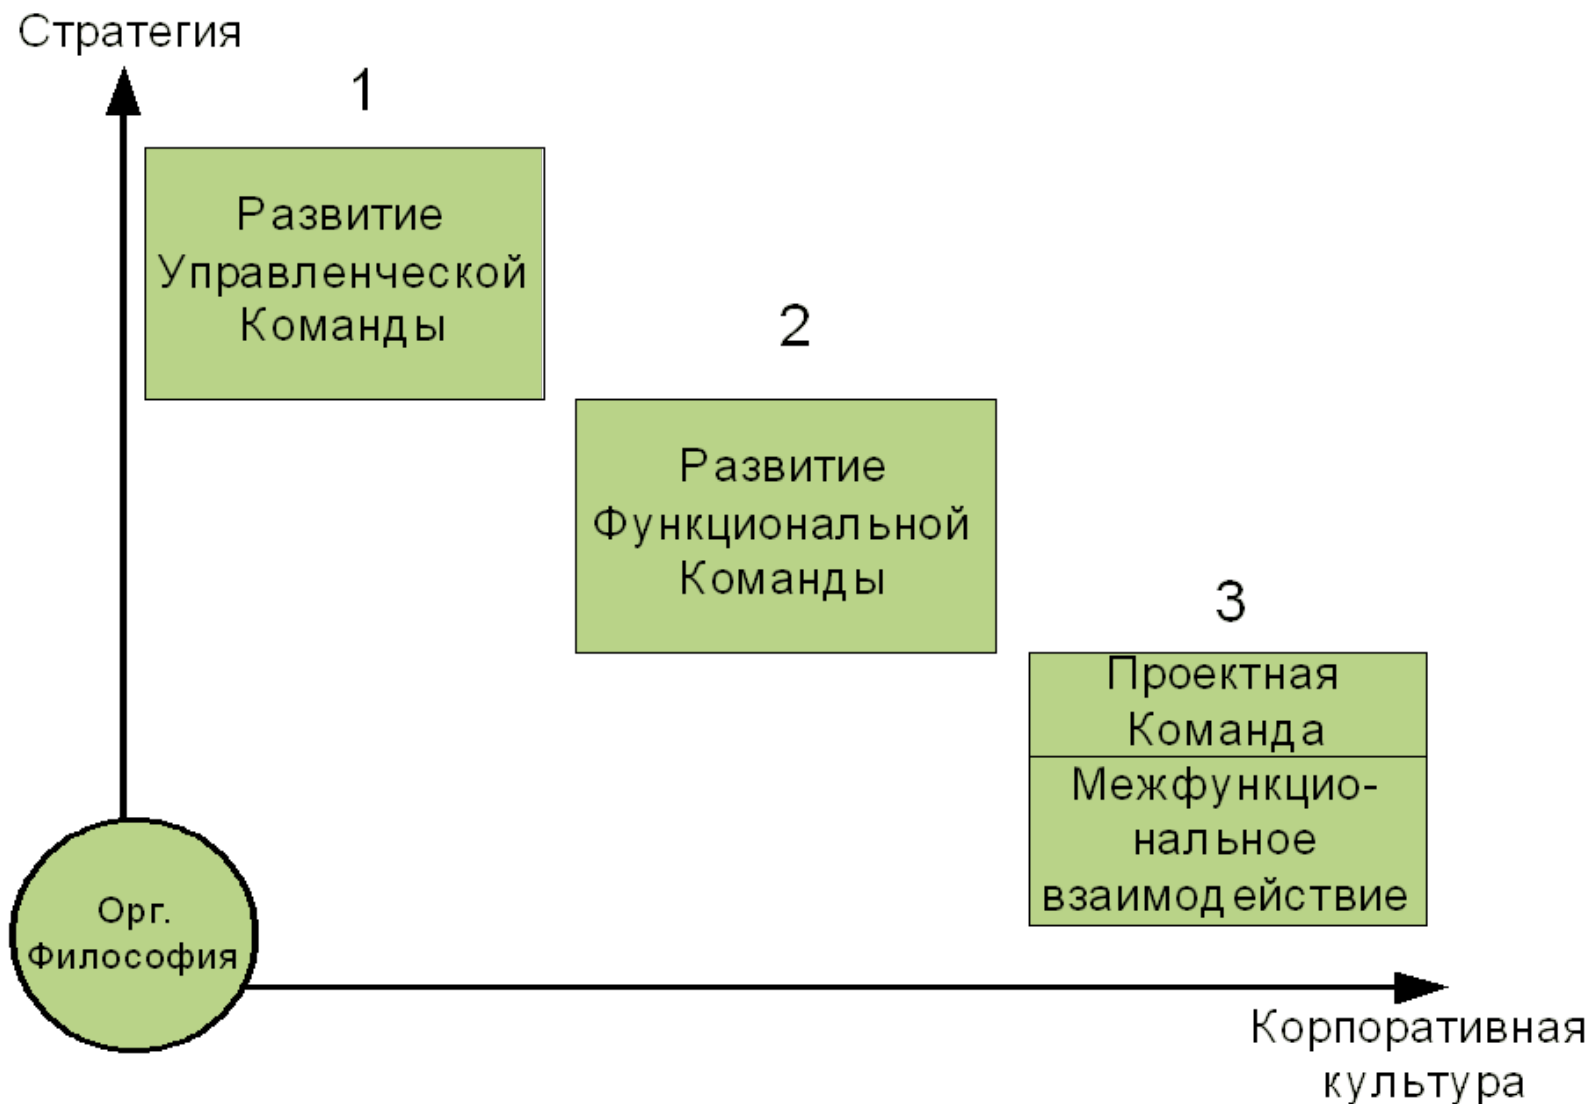 Стратегия
1
Развитие
Управленческой
Команды
2
Развитие
Функциональной
Команды
3
Проектная
Команда
Межфункцио-
нальное
взаимодействие
Орг.
Философия
Корпоративная
культура